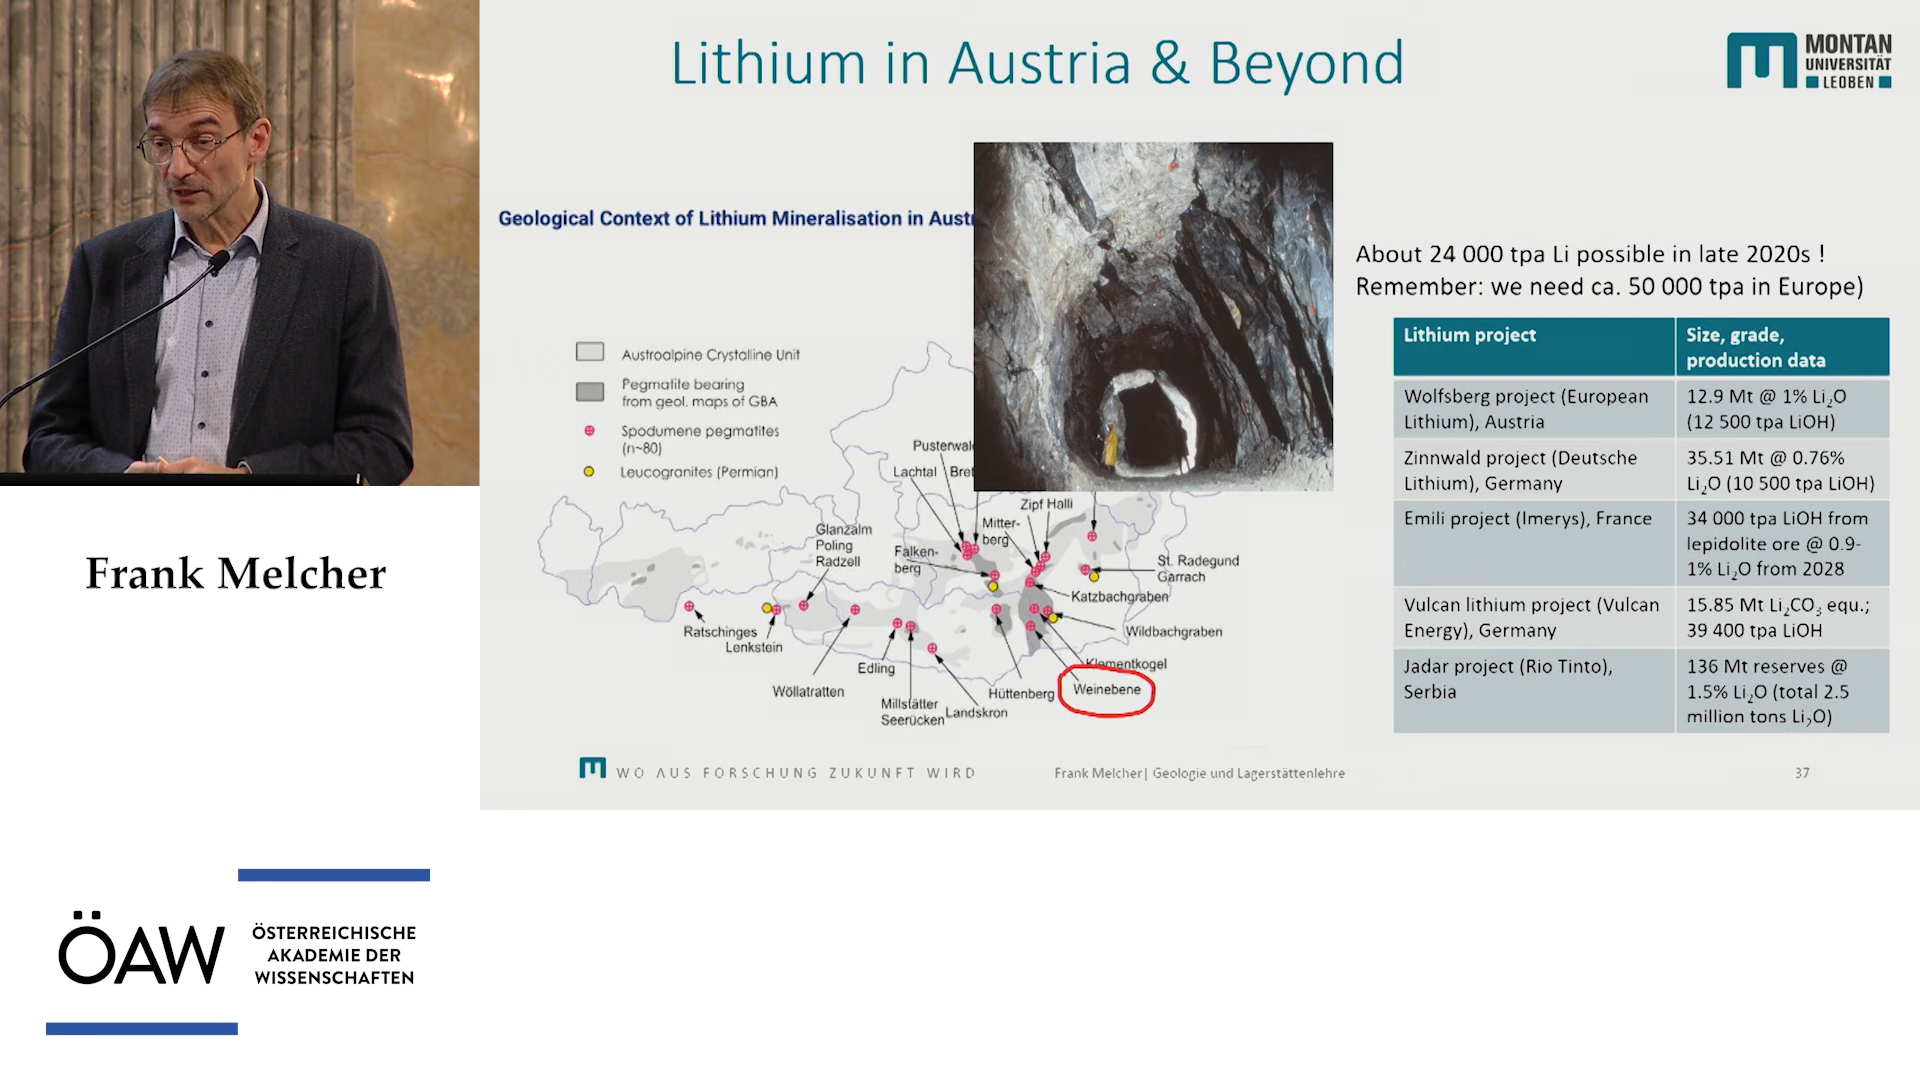 Lithium in Austria & Beyond
MONTAN
UNIVERSITÄT
LEOBEN
Geological Context of Lithium Mineralisation in
About 24 000 tpa Li possible in late 2020s !
Remember: we need ca. 50 000 tpa in Europe)
Austroalpine Crystalline Unit
Pegmatite bearing
from geol. maps of GBA
Spodumene pegmatites
(n~80)
Leucogranites (Permian)
Lachtal
Zipf Halli
Mitter-
berg
Glanzalm
Poling
Radzell
Falken-
berg
St. Radegund
Garrach
Katzbachgraben
Ratschinges
Lenkstein
Wildbachgraben
Edling
Klementkogel
Wöllatratten
Hüttenberg
Weinebene
Millstätter
Seerücken
Landskron
Lithium project
Size, grade,
production data
Wolfsberg project (European
Lithium), Austria
12.9 Mt @ 1% Li₂O
(12 500 tpa LiOH)
Zinnwald project (Deutsche
Lithium), Germany
35.51 Mt @ 0.76%
Li₂O (10 500 tpa LiOH)
Emili project (Imerys), France
34 000 tpa LiOH from
lepidolite ore @ 0.9-
1% Li₂O from 2028
Vulcan lithium project (Vulcan
Energy), Germany
15.85 Mt Li₂CO₃ equ.;
39 400 tpa LiOH
Jadar project (Rio Tinto),
Serbia
136 Mt reserves @
1.5% Li₂O (total 2.5
million tons Li₂O)
WO AUS FORSCHUNG ZUKUNFT WIRD
Frank Melcher| Geologie und Lagerstättenlehre
37
Frank Melcher
ÖAW
ÖSTERREICHISCHE
AKADEMIE DER
WISSENSCHAFTEN